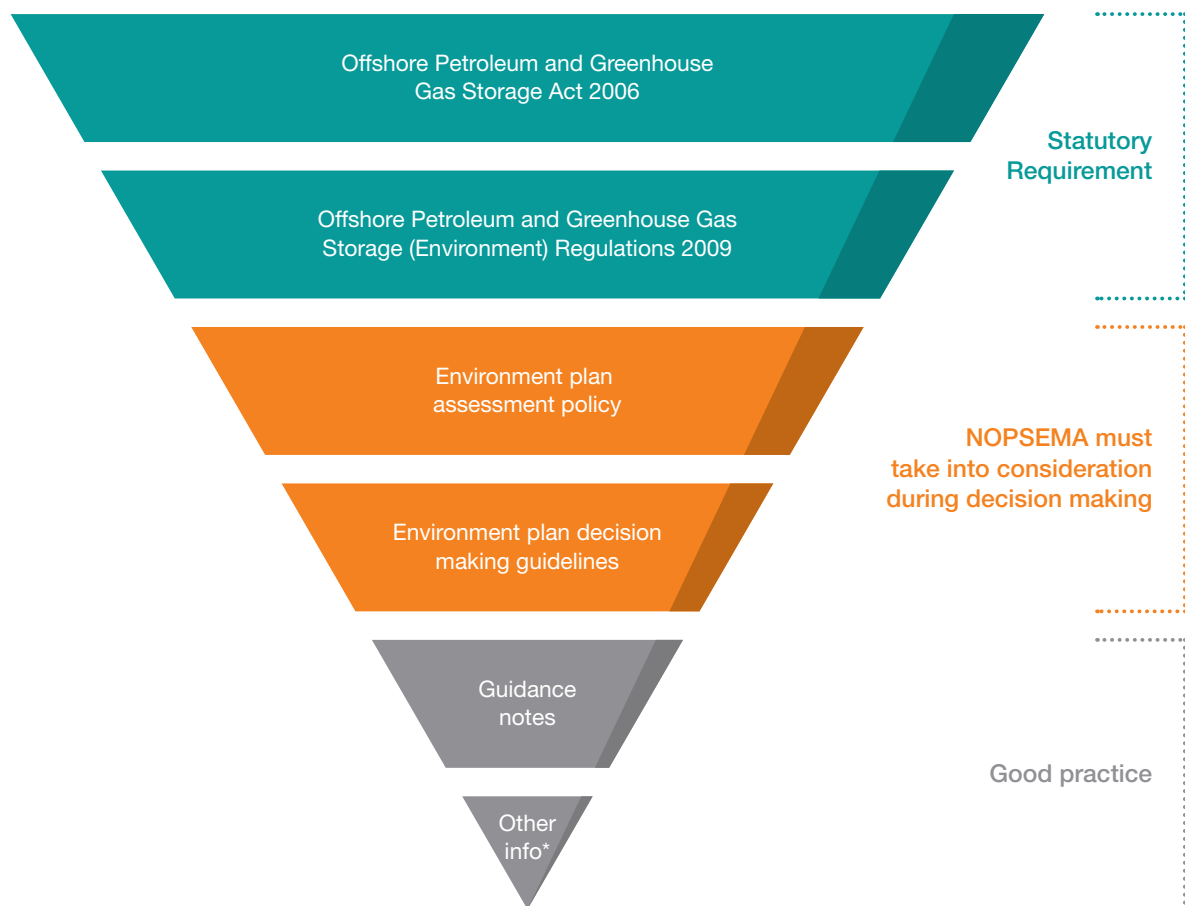 Offshore Petroleum and Greenhouse
Gas Storage Act 2006
Statutory
Requirement
Offshore Petroleum and Greenhouse Gas
Storage (Environment) Regulations 2009
Environment plan
assessment policy
NOPSEMA must
take into consideration
during decision making
Environment plan decision
making guidelines
Guidance
notes
Good practice
Other
info*